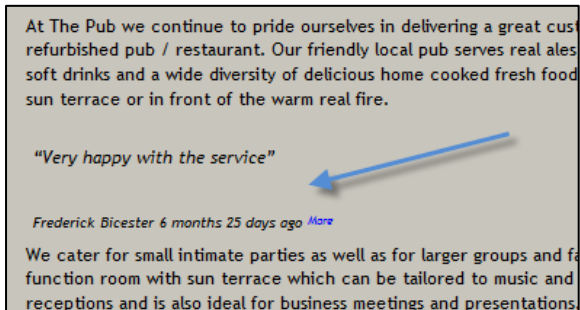 At The Pub we continue to pride ourselves in delivering a great
refurbished pub / restaurant. Our friendly local pub serves real ales
soft drinks and a wide diversity of delicious home cooked fresh food
sun terrace or in front of the warm real fire.
“Very happy with the service”
Frederick Bicester 6 months 25 days ago More
We cater for small intimate parties as well as for larger groups and
function room with sun terrace which can be tailored to music and
receptions and is also ideal for business meetings and presentations.